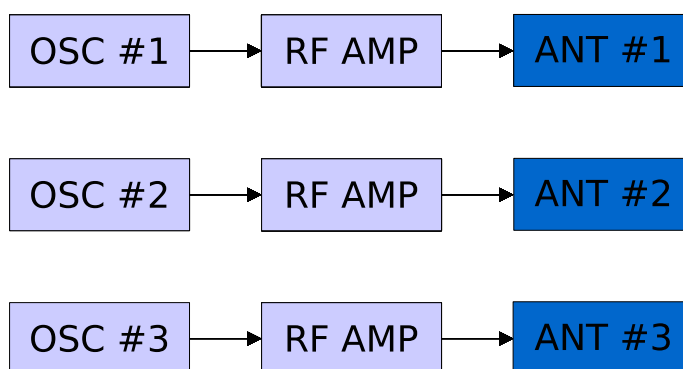 OSC #1 RF AMP ANT #1
OSC #2 RF AMP ANT #2
OSC #3 RF AMP ANT #3